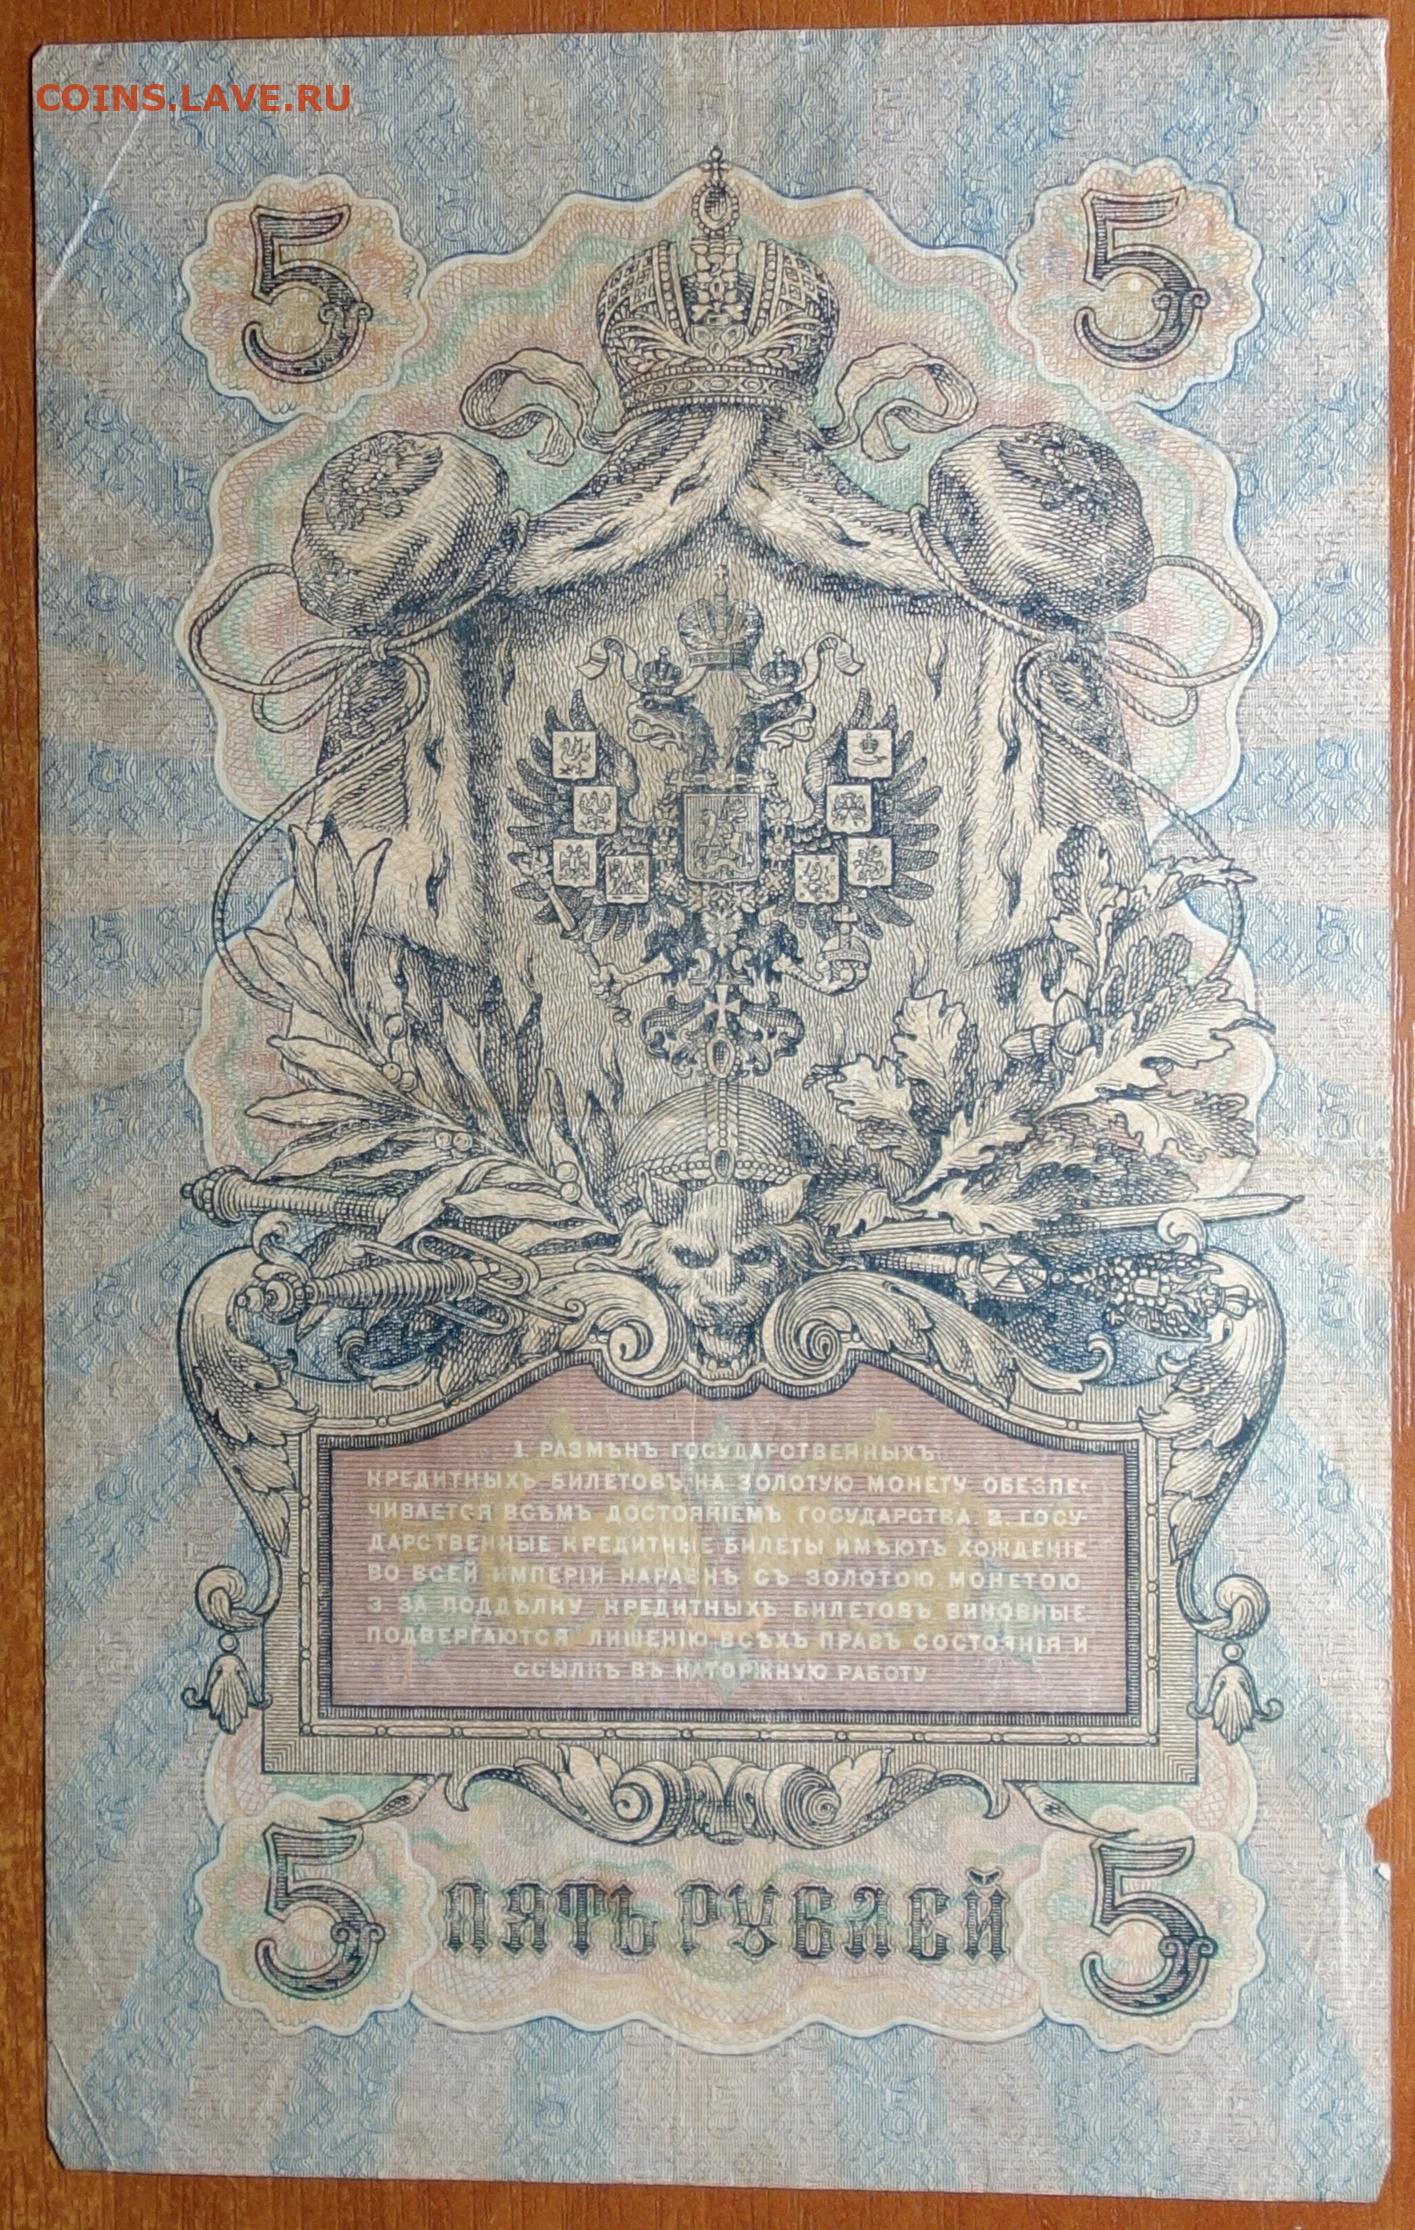 COINS.LAVE.RU
5 5
1. РАЗМѢНЪ ГОСУДАРСТВЕННЫХЪ
КРЕДИТНЫХЪ БИЛЕТОВЪ НА ЗОЛОТУЮ МОНЕТУ ОБЕЗПЕ-
ЧИВАЕТСЯ ВСѢМЪ ДОСТОЯНІЕМЪ ГОСУДАРСТВА. 2. ГОСУ-
ДАРСТВЕННЫЕ КРЕДИТНЫЕ БИЛЕТЫ ИМѢЮТЪ ХОЖДЕНІЕ
ВО ВСЕЙ ИМПЕРІИ НАРАВНѢ СЪ ЗОЛОТОЮ МОНЕТОЮ.
3. ЗА ПОДДѢЛКУ КРЕДИТНЫХЪ БИЛЕТОВЪ ВИНОВНЫЕ
ПОДВЕРГАЮТСЯ ЛИШЕНІЮ ВСѢХЪ ПРАВЪ СОСТОЯНІЯ И
ССЫЛКѢ ВЪ КАТОРЖНУЮ РАБОТУ
5 ПЯТЬ РУБЛЕЙ 5